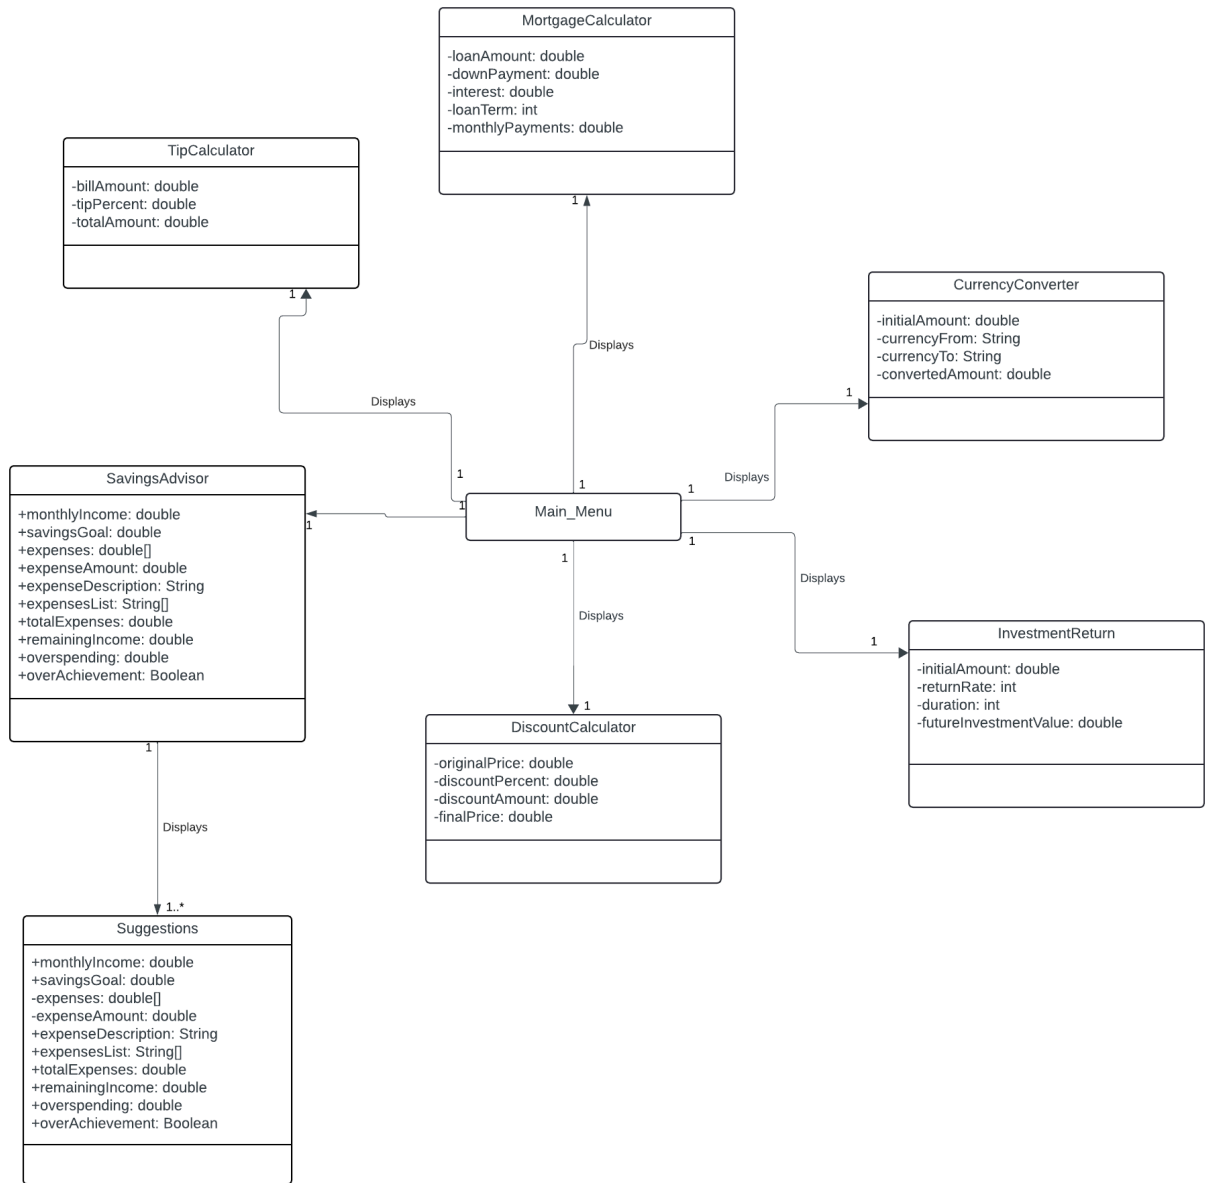 MortgageCalculator
-loanAmount: double
-downPayment: double
-interest: double
-loanTerm: int
-monthlyPayments: double
TipCalculator
-billAmount: double
-tipPercent: double
-totalAmount: double
1
1
CurrencyConverter
-initialAmount: double
-currencyFrom: String
-currencyTo: String
-convertedAmount: double
Displays
Displays
1
Displays
1
1
1
SavingsAdvisor
+monthlyIncome: double
+savingsGoal: double
+expenses: double[]
+expenseAmount: double
+expenseDescription: String
+expensesList: String[]
+totalExpenses: double
+remainingIncome: double
+overspending: double
+overAchievement: Boolean
1
1
Main_Menu
1
1
Displays
Displays
1
InvestmentReturn
-initialAmount: double
-returnRate: int
-duration: int
-futureInvestmentValue: double
1
DiscountCalculator
-originalPrice: double
-discountPercent: double
-discountAmount: double
-finalPrice: double
1
Displays
1..*
Suggestions
+monthlyIncome: double
+savingsGoal: double
-expenses: double[]
-expenseAmount: double
+expenseDescription: String
+expensesList: String[]
+totalExpenses: double
+remainingIncome: double
+overspending: double
+overAchievement: Boolean